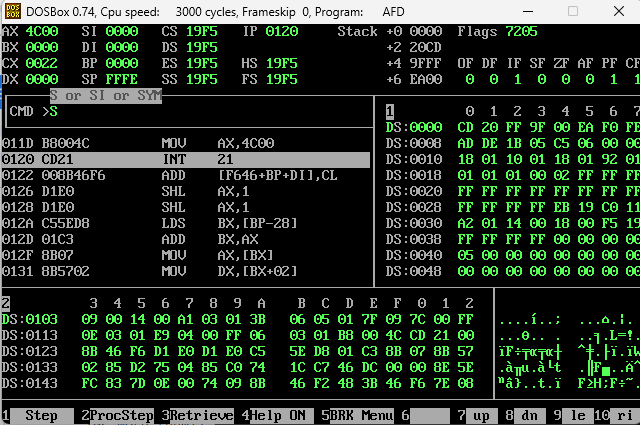 DOSBox 0.74, Cpu speed: 3000 cycles, Frameskip 0, Program: AFD
AX 4C00 SI 0000 CS 19F5 IP 0120 Stack +0 0000 Flags 7205
BX 0000 DI 0000 DS 19F5 +2 20CD
CX 0022 BP 0000 ES 19F5 HS 19F5 +4 9FFF OF DF IF SF ZF AF PF CF
DX 0000 SP FFFE SS 19F5 FS 19F5 +6 EA00 0 0 1 0 0 0 1 1
S or SI or SYM
CMD >S
1 0 1 2 3 4 5 6 7
DS:0000 CD 20 FF 9F 00 EA F0 FE
DS:0008 AD DE 1B 05 C5 06 00 00
DS:0010 18 01 10 01 18 01 92 01
DS:0018 01 01 01 00 02 FF FF FF
DS:0020 FF FF FF FF FF FF FF FF
DS:0028 FF FF FF FF EB 19 C0 11
DS:0030 A2 01 14 00 18 00 F5 19
DS:0038 FF FF FF FF 00 00 00 00
DS:0040 05 00 00 00 00 00 00 00
DS:0048 00 00 00 00 00 00 00 00
011D B8004C MOV AX,4C00
0120 CD21 INT 21
0122 008B46F6 ADD [F646+BP+DI],CL
0126 D1E0 SHL AX,1
0128 D1E0 SHL AX,1
012A C55ED8 LDS BX,[BP-28]
012D 01C3 ADD BX,AX
012F 8B07 MOV AX,[BX]
0131 8B5702 MOV DX,[BX+02]
2 3 4 5 6 7 8 9 A B C D E F 0 1 2
DS:0103 09 00 14 00 A1 03 01 3B 06 05 01 7F 09 7C 00 FF
DS:0113 0E 03 01 E9 04 00 FF 06 03 01 B8 00 4C CD 21 00
DS:0123 8B 46 F6 D1 E0 D1 E0 C5 5E D8 01 C3 8B 07 8B 57
DS:0133 02 85 D2 75 04 85 C0 74 1C C7 46 DC 00 00 8E 5E
DS:0143 FC 83 7D 0E 00 74 09 8B 46 F2 48 3B 46 F6 7E 08
1 Step 2 ProcStep 3 Retrieve 4 Help ON 5 BRK Menu 6 7 up 8 dn 9 le 10 ri